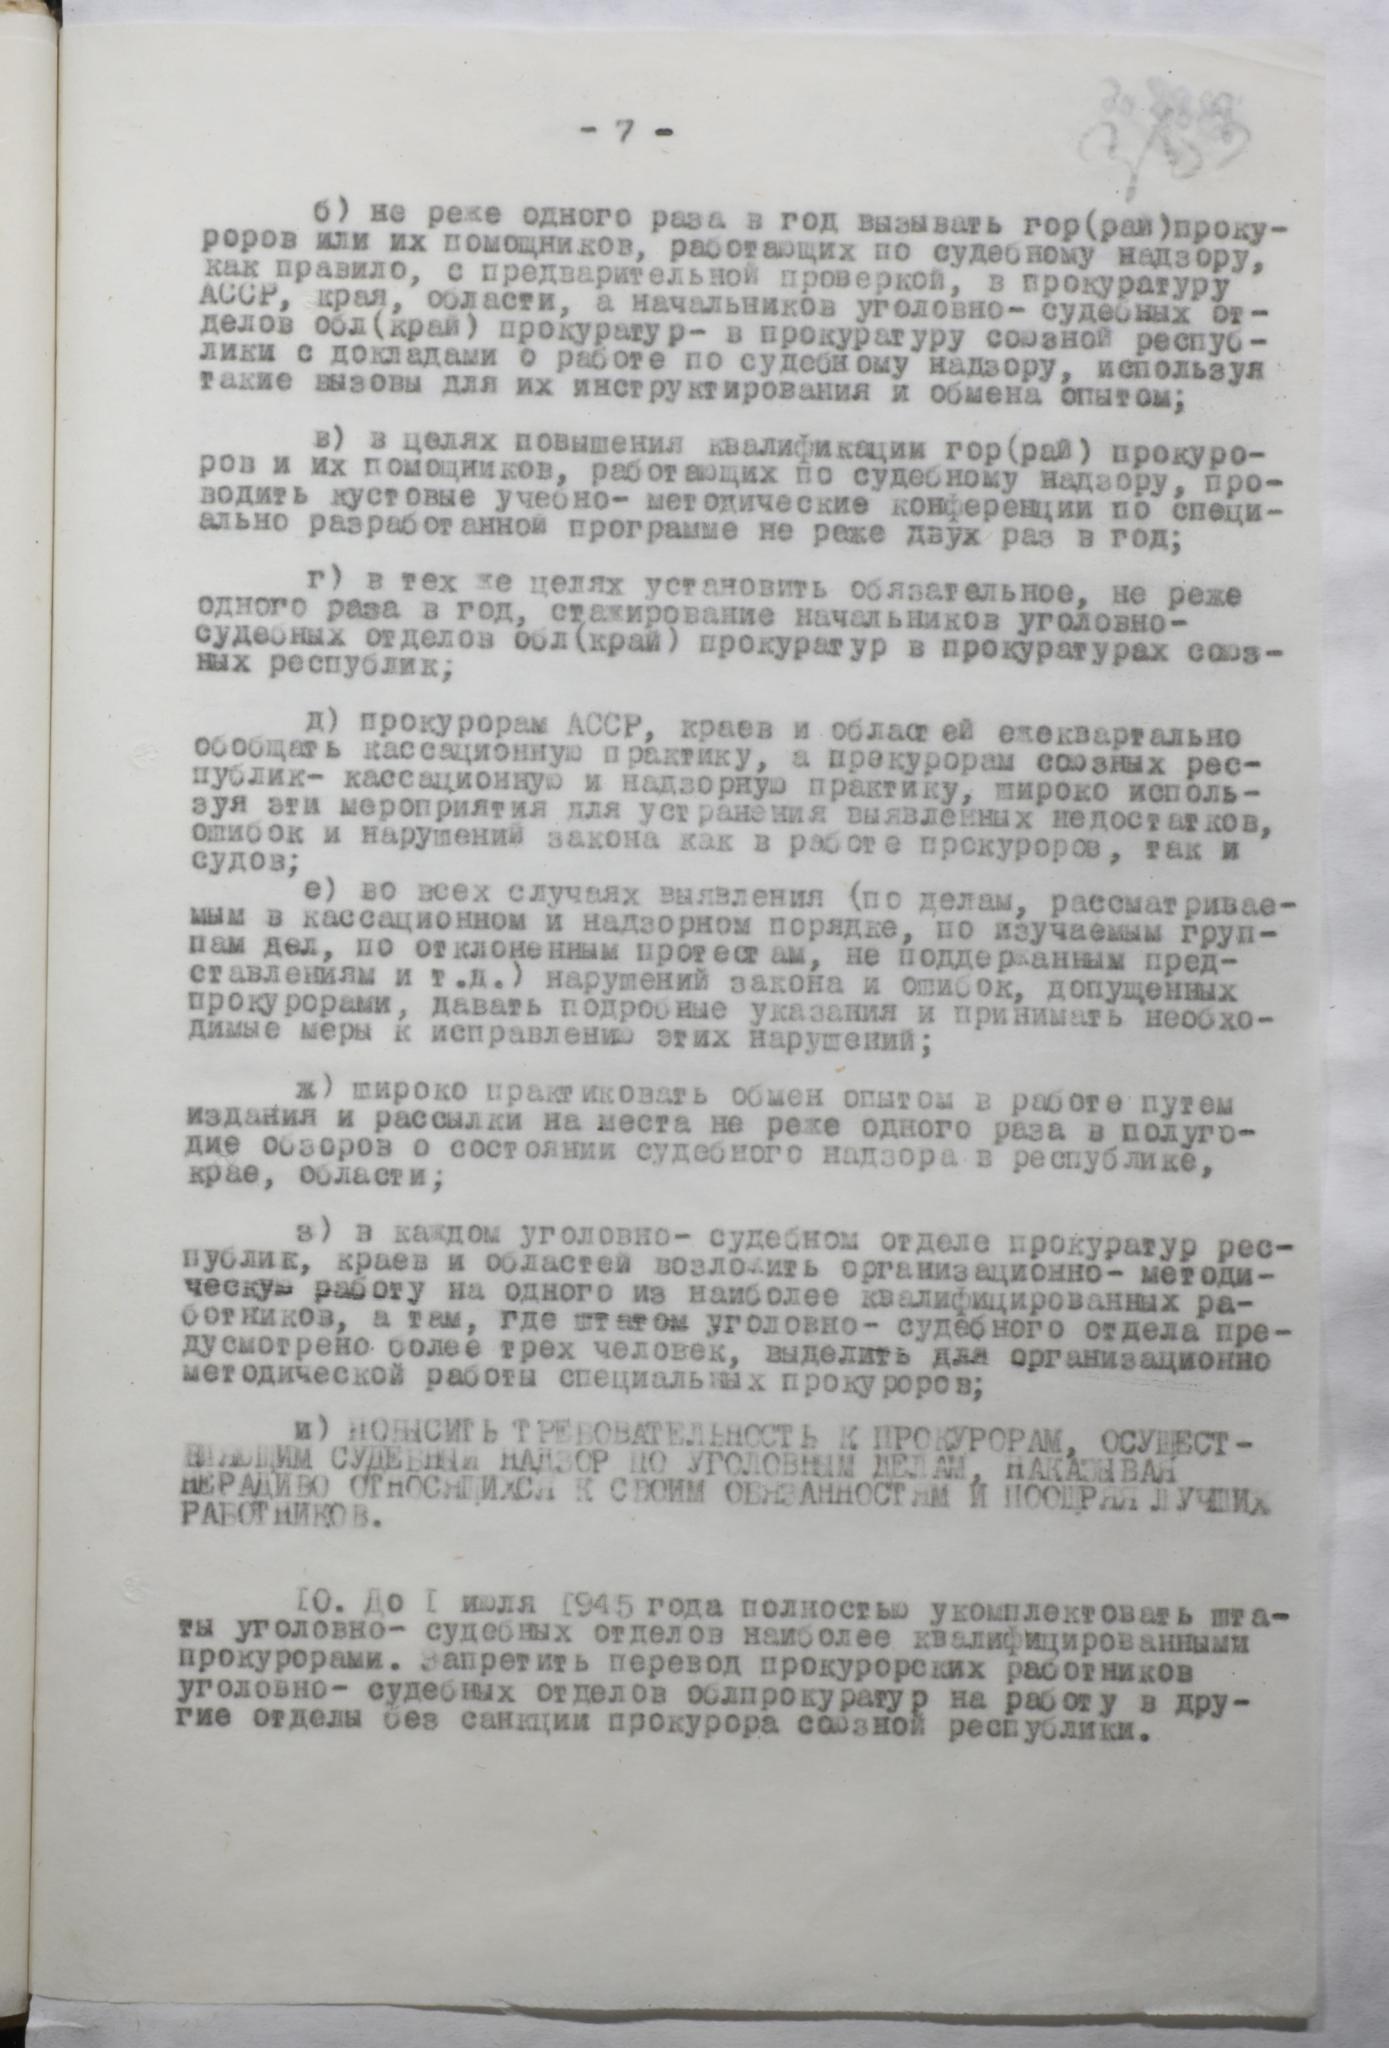 - 7 -
б) не реже одного раза в год вызывать гор(рай)проку-
роров или их помощников, работающих по судебному надзору,
как правило, с предварительной проверкой, в прокуратуру
АССР, края, области, а начальников уголовно- судебных от-
делов обл(край) прокуратур- в прокуратуру союзной респуб-
лики с докладами о работе по судебному надзору, используя
такие вызовы для их инструктирования и обмена опытом;
в) в целях повышения квалификации гор(рай) прокуро-
ров и их помощников, работающих по судебному надзору, про-
водить кустовые учебно- методические конференции по специ-
ально разработанной программе не реже двух раз в год;
г) в тех же целях установить обязательное, не реже
одного раза в год, стажирование начальников уголовно-
судебных отделов обл(край) прокуратур в прокуратурах союз-
ных республик;
д) прокурорам АССР, краев и областей ежеквартально
обобщать кассационную практику, а прокурорам союзных рес-
публик- кассационную и надзорную практику, широко исполь-
зуя эти мероприятия для устранения выявленных недостатков,
ошибок и нарушений закона как в работе прокуроров, так и
судов;
е) во всех случаях выявления (по делам, рассматривае-
мым в кассационном и надзорном порядке, по изучаемым груп-
пам дел, по отклоненным протестам, не поддержанным пред-
ставлениям и т.д.) нарушений закона и ошибок, допущенных
прокурорами, давать подробные указания и принимать необхо-
димые меры к исправлению этих нарушений;
ж) широко практиковать обмен опытом в работе путем
издания и рассылки на места не реже одного раза в полуго-
дие обзоров о состоянии судебного надзора в республике,
крае, области;
з) в каждом уголовно- судебном отделе прокуратур рес-
публик, краев и областей возложить организационно- методи-
ческую работу на одного из наиболее квалифицированных ра-
ботников, а там, где штатом уголовно- судебного отдела пре-
дусмотрено более трех человек, выделить для организационно
методической работы специальных прокуроров;
и) ПОВЫСИТЬ ТРЕБОВАТЕЛЬНОСТЬ К ПРОКУРОРАМ, ОСУЩЕСТ-
ВЛЯЮЩИМ СУДЕБНЫЙ НАДЗОР ПО УГОЛОВНЫМ ДЕЛАМ, НАКАЗЫВАЯ
НЕРАДИВО ОТНОСЯЩИХСЯ К СВОИМ ОБЯЗАННОСТЯМ И ПООЩРЯЯ ЛУЧШИХ
РАБОТНИКОВ.
I0. До I июля I945 года полностью укомплектовать шта-
ты уголовно- судебных отделов наиболее квалифицированными
прокурорами. Запретить перевод прокурорских работников
уголовно- судебных отделов облпрокуратур на работу в дру-
гие отделы без санкции прокурора союзной республики.